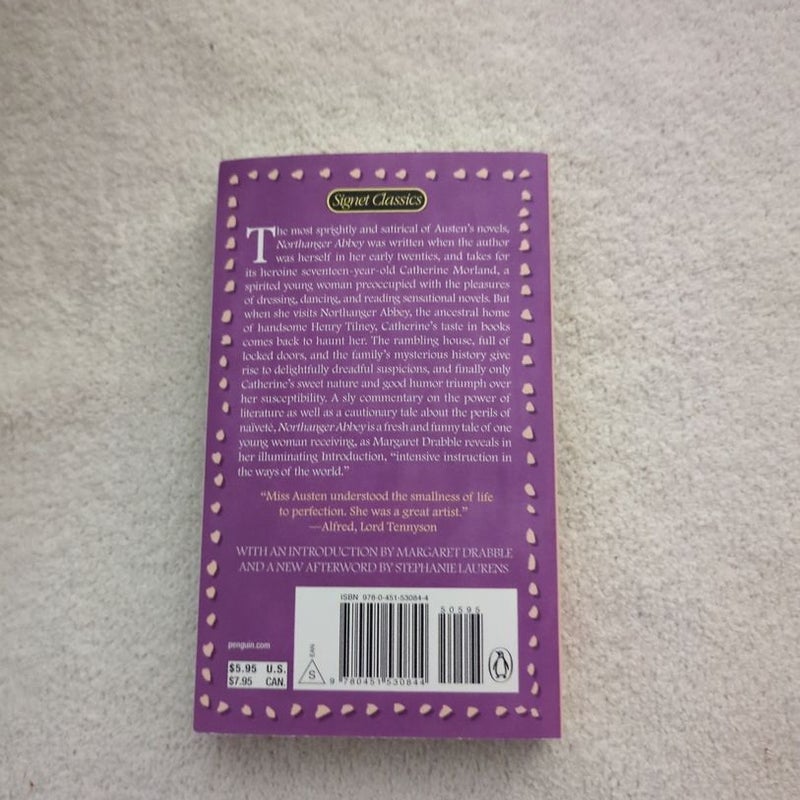 Signet Classics
The most sprightly and satirical of Austen's novels,
Northanger Abbey was written when the author
was herself in her early twenties, and takes for
its heroine seventeen-year-old Catherine Morland, a
spirited young woman preoccupied with the pleasures
of dressing, dancing, and reading sensational novels. But
when she visits Northanger Abbey, the ancestral home
of handsome Henry Tilney, Catherine's taste in books
comes back to haunt her. The rambling house, full of
locked doors, and the family's mysterious history give
rise to delightfully dreadful suspicions, and finally only
Catherine's sweet nature and good humor triumph over
her susceptibility. A sly commentary on the power of
literature as well as a cautionary tale about the perils of
naïveté, Northanger Abbey is a fresh and funny tale of one
young woman receiving, as Margaret Drabble reveals in
her illuminating Introduction, "intensive instruction in
the ways of the world."
"Miss Austen understood the smallness of life
to perfection. She was a great artist."
—Alfred, Lord Tennyson
WITH AN INTRODUCTION BY MARGARET DRABBLE
AND A NEW AFTERWORD BY STEPHANIE LAURENS
penguin.com
$5.95 U.S.
$7.95 CAN.
ISBN 978-0-451-53084-4
50595
EAN
S
9 780451 530844